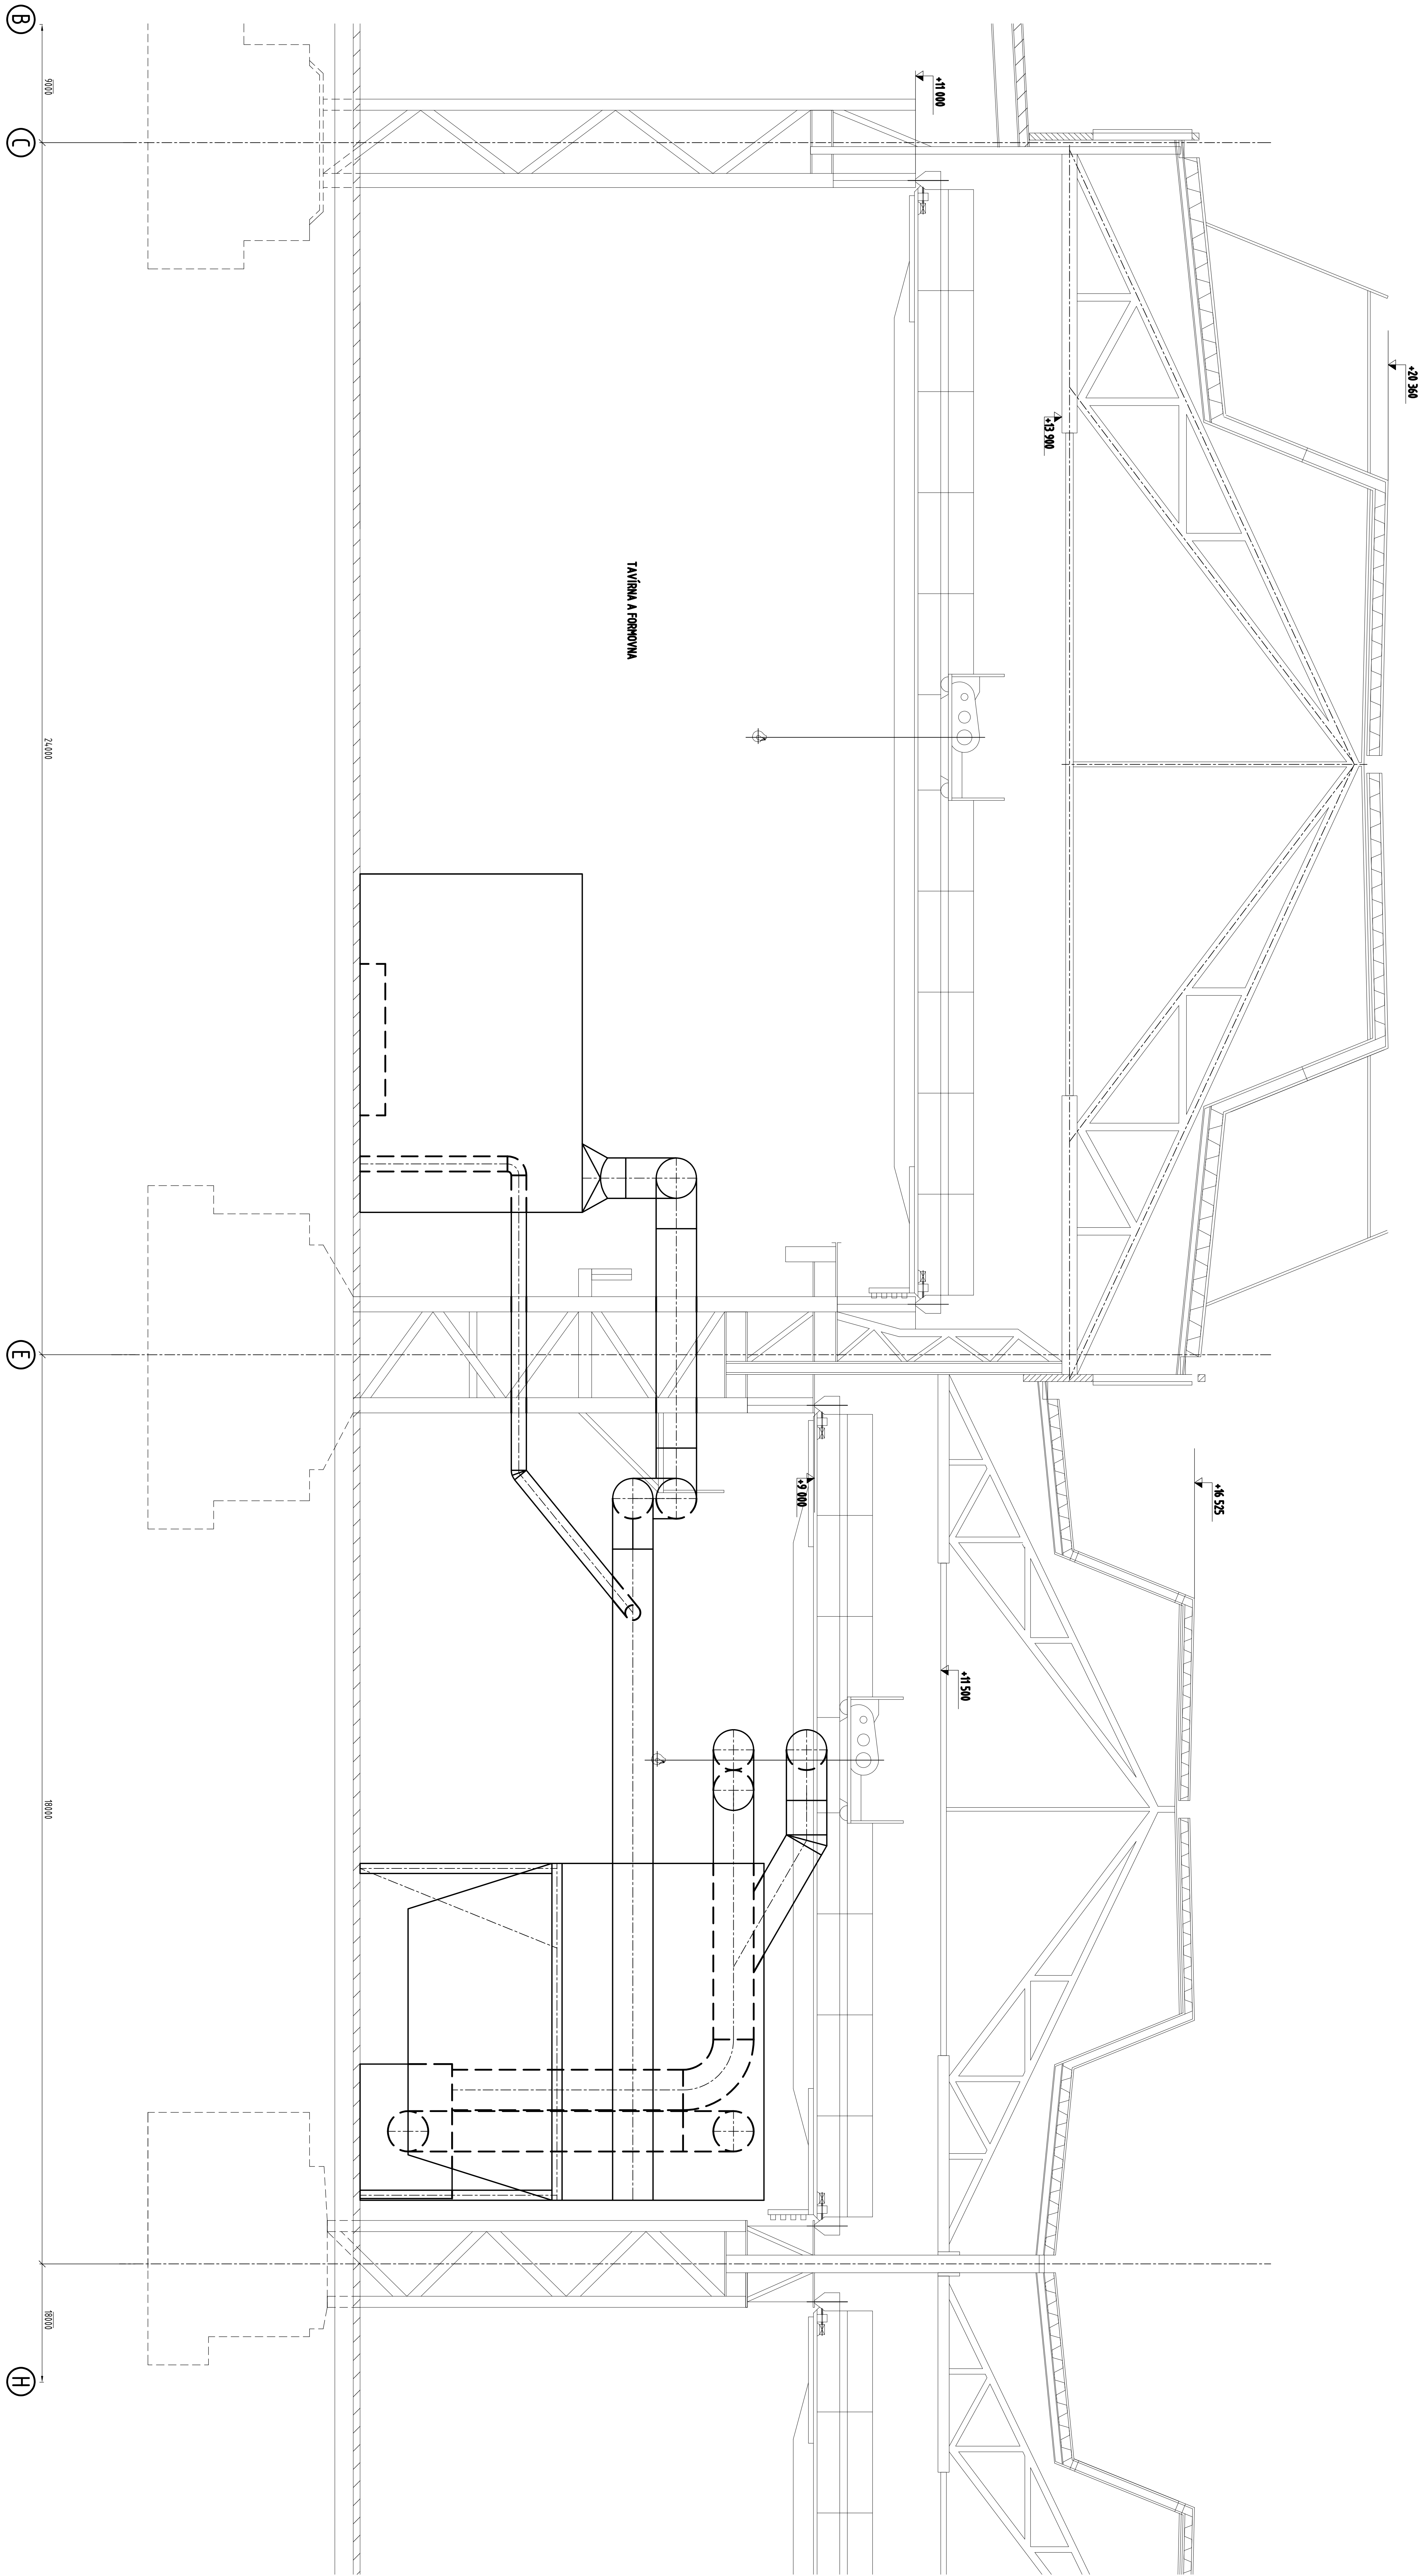 +20 360
+16 525
+13 900
+11 500
+11 000
+9 000
TAVÍRNA A FORMOVNA
9000
24000
18000
18000
B
C
E
H